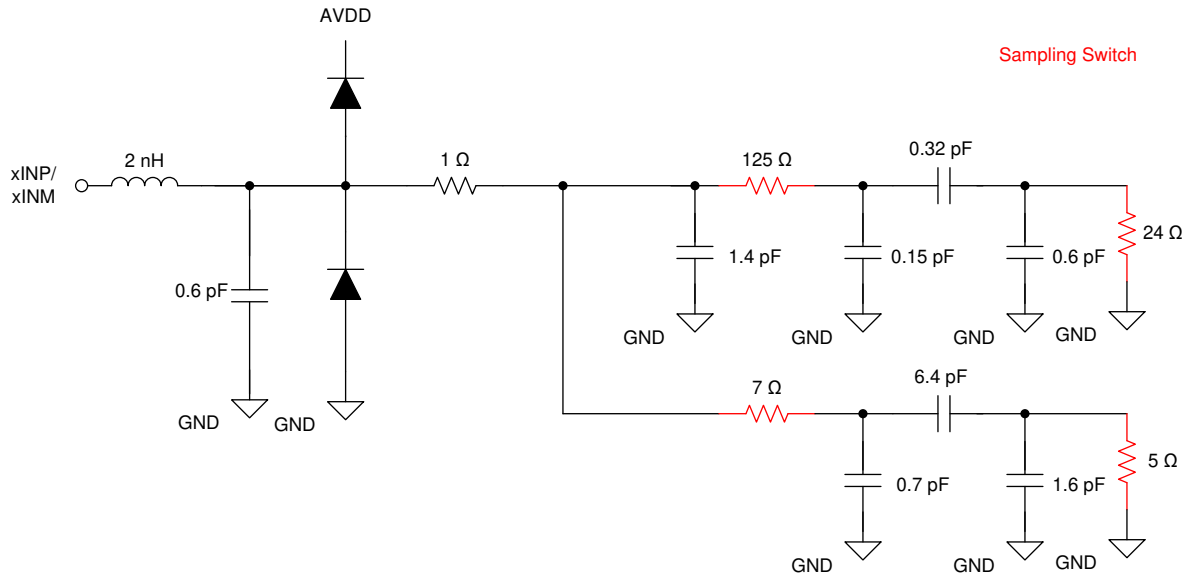 AVDD
Sampling Switch
xINP/
xINM
2 nH
1 Ω
125 Ω
0.32 pF
0.6 pF
1.4 pF
0.15 pF
0.6 pF
24 Ω
GND
GND
GND
GND
7 Ω
6.4 pF
GND
GND
0.7 pF
1.6 pF
5 Ω
GND
GND
GND